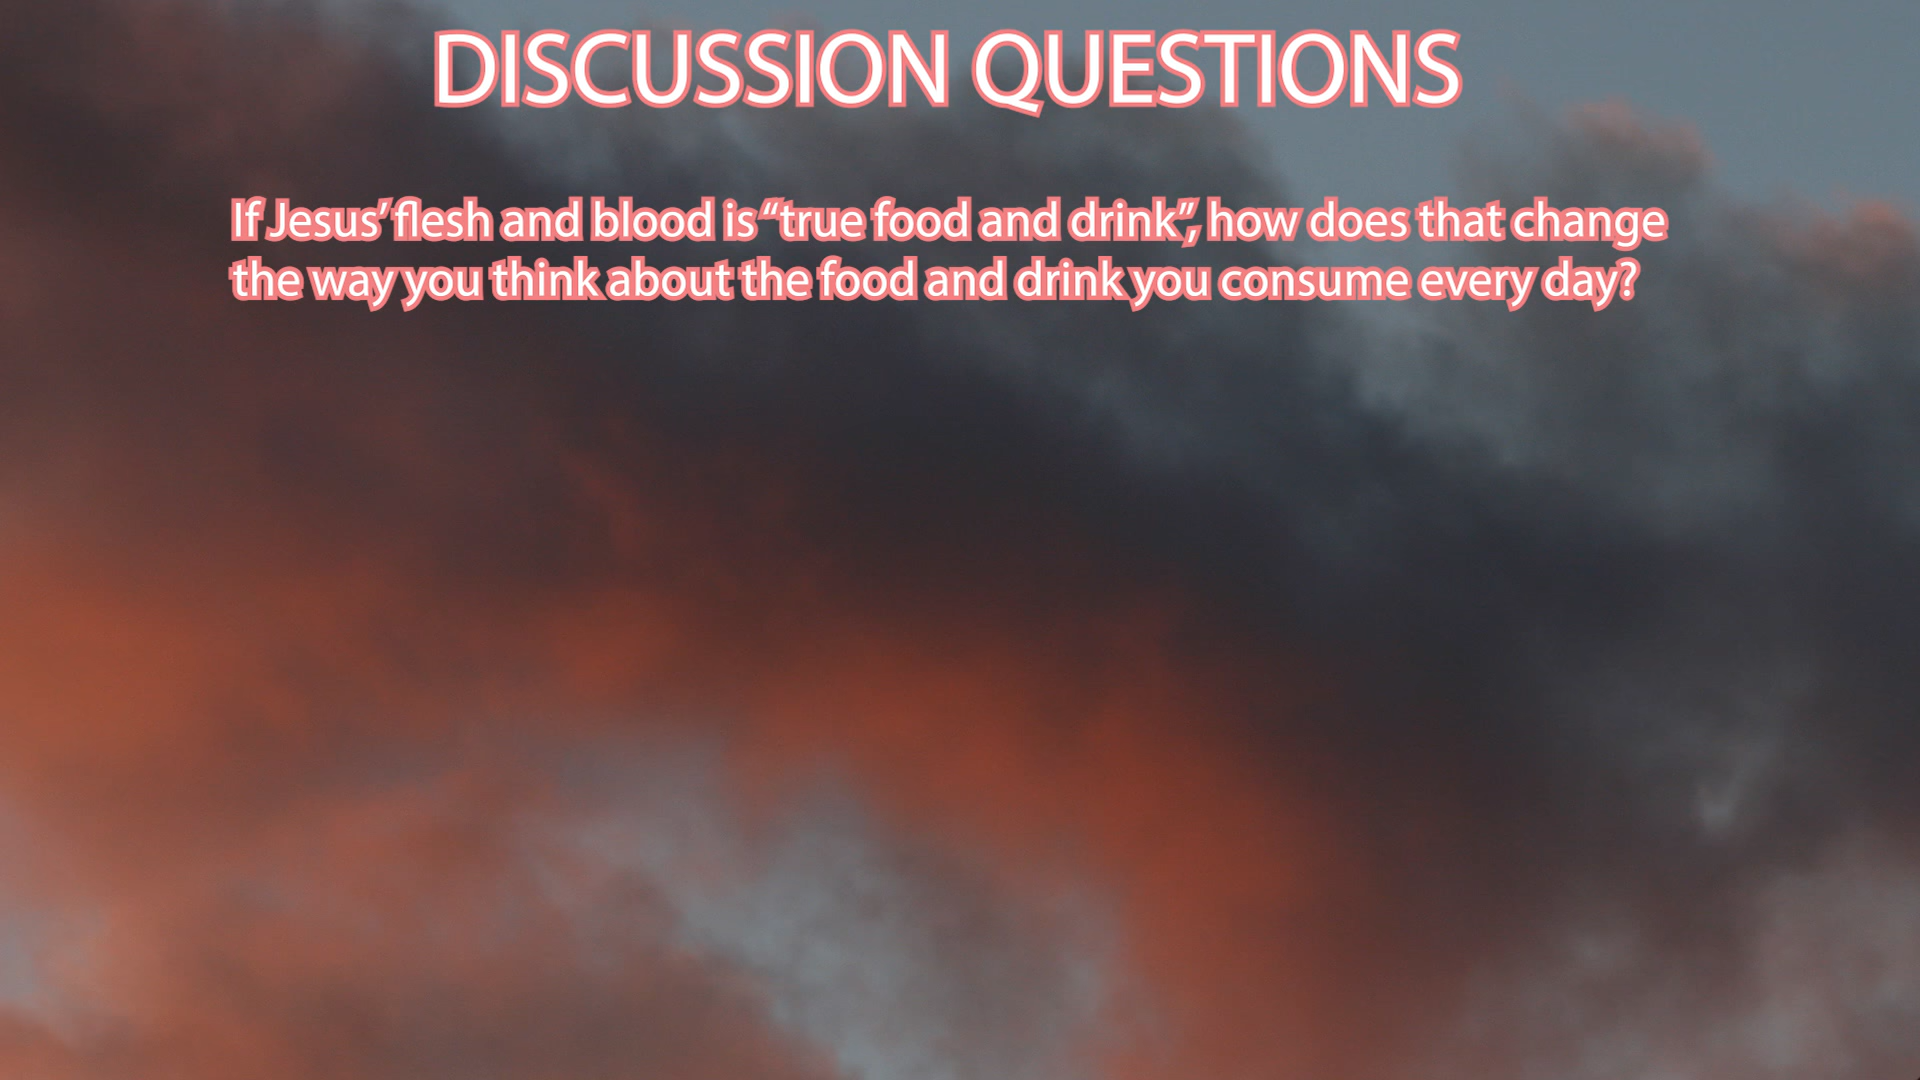 DISCUSSION QUESTIONS
If Jesus’ flesh and blood is “true food and drink”, how does that change
the way you think about the food and drink you consume every day?